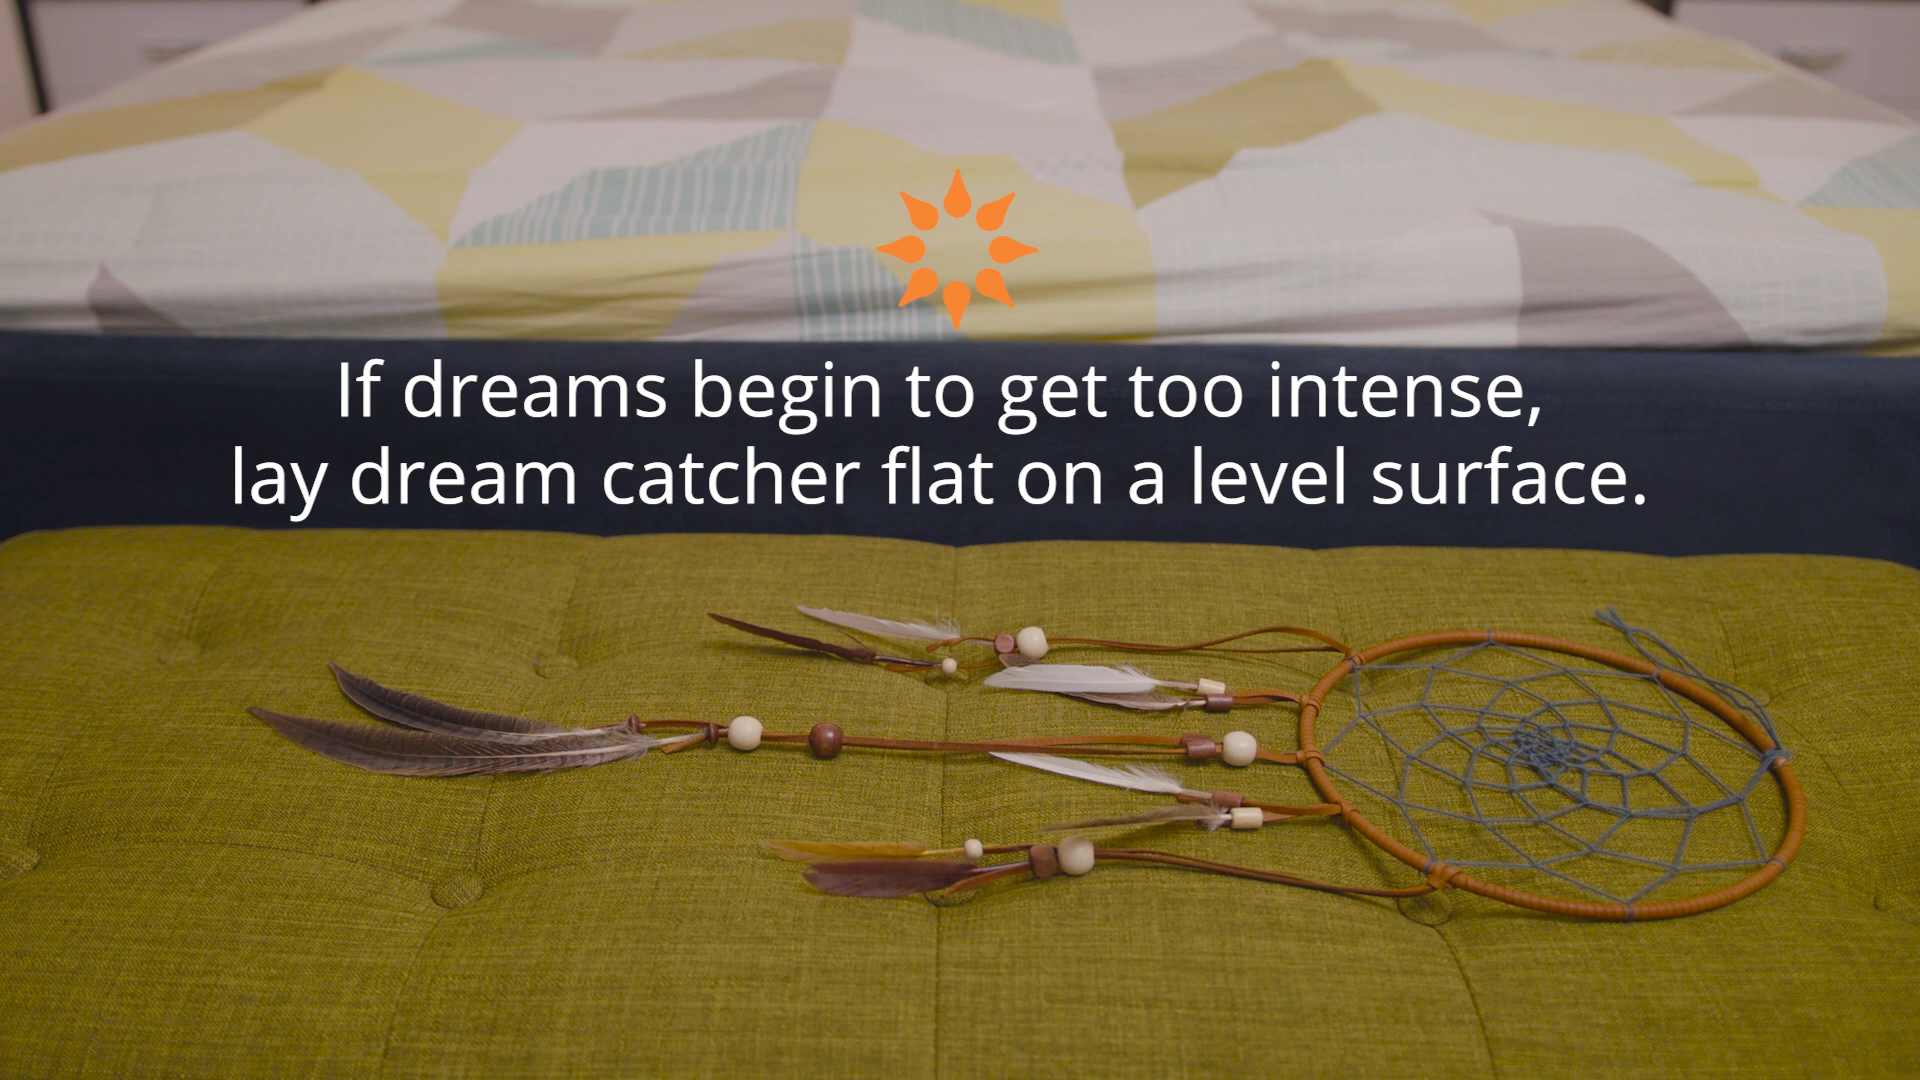 If dreams begin to get too intense,
lay dream catcher flat on a level surface.